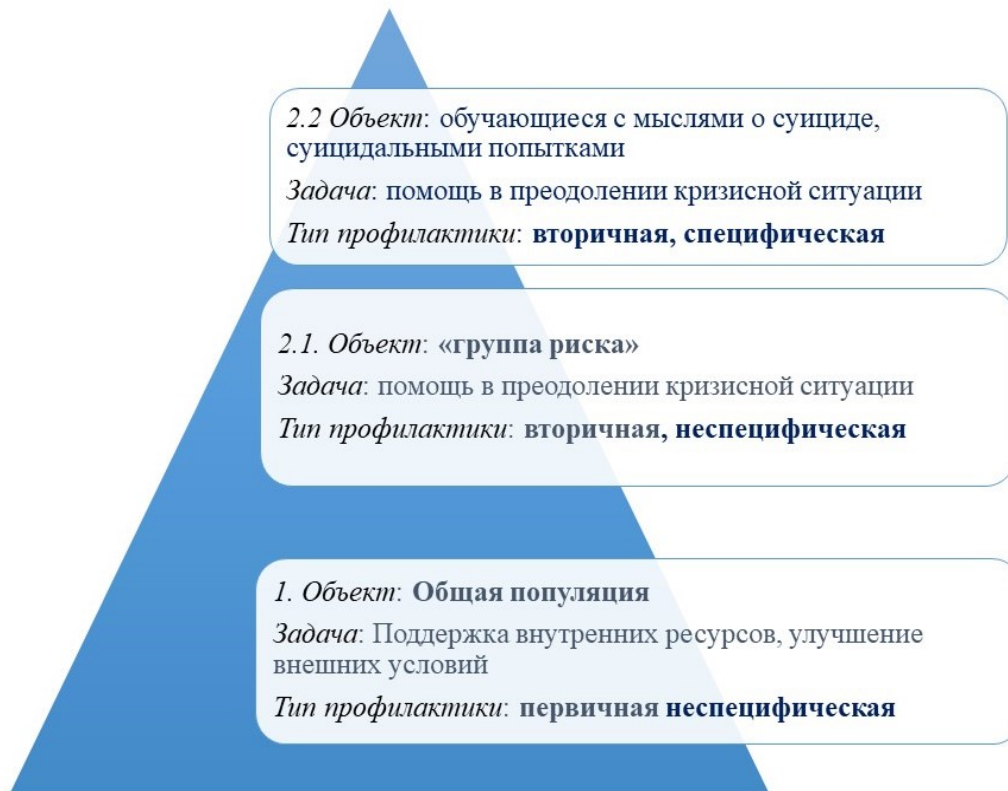 2.2 Объект: обучающиеся с мыслями о суициде,
суицидальными попытками
Задача: помощь в преодолении кризисной ситуации
Тип профилактики: вторичная, специфическая
2.1. Объект: «группа риска»
Задача: помощь в преодолении кризисной ситуации
Тип профилактики: вторичная, неспецифическая
1. Объект: Общая популяция
Задача: Поддержка внутренних ресурсов, улучшение
внешних условий
Тип профилактики: первичная неспецифическая